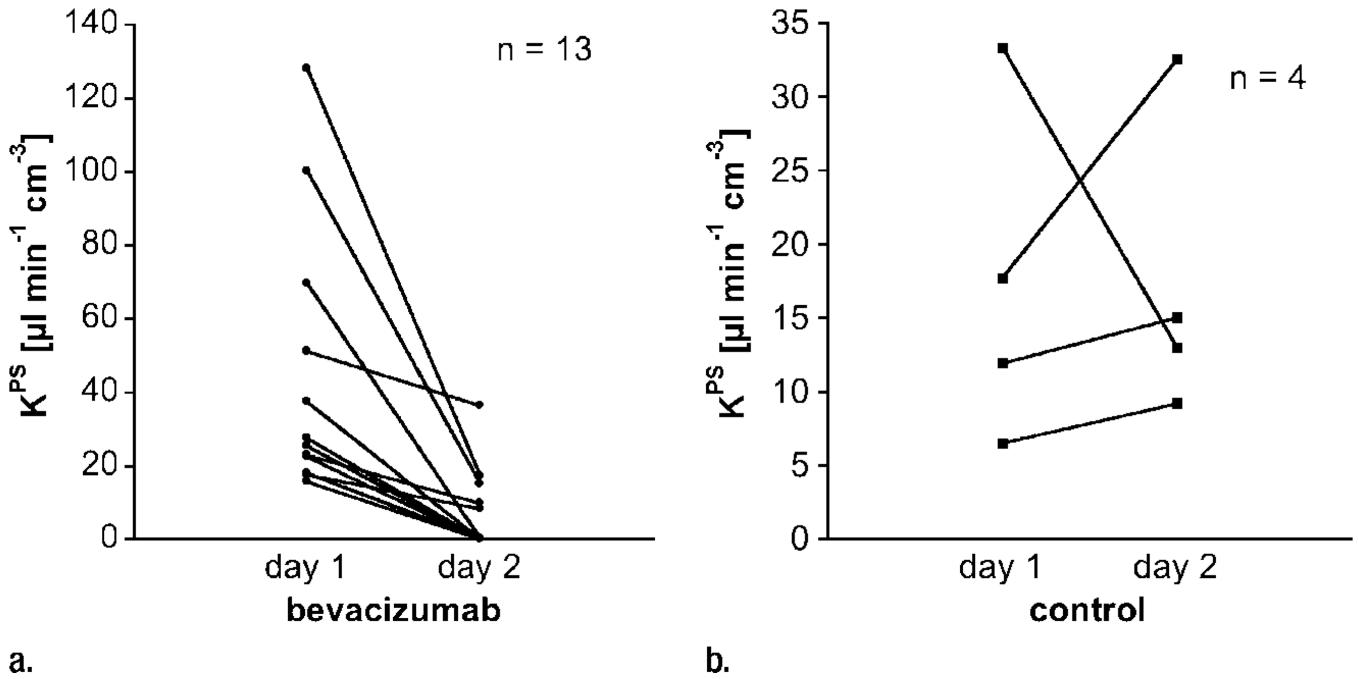 140
120
100
80
60
40
20
0
K^PS [µl min^-1 cm^-3]
n = 13
day 1 day 2
bevacizumab
a.
35
30
25
20
15
10
5
0
K^PS [µl min^-1 cm^-3]
n = 4
day 1 day 2
control
b.